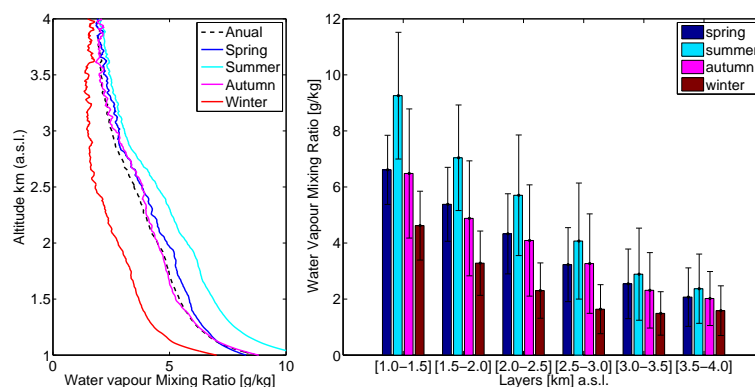 4
3.5
3
2.5
2
1.5
1
5
10
Altitude km (a.s.l.)
Water vapour Mixing Ratio [g/kg]
Anual
Spring
Summer
Autumn
Winter
12
10
8
6
4
2
0
Water Vapour Mixing Ratio [g/kg]
[1.0−1.5] [1.5−2.0] [2.0−2.5] [2.5−3.0] [3.0−3.5] [3.5−4.0]
Layers [km] a.s.l.
spring
summer
autumn
winter